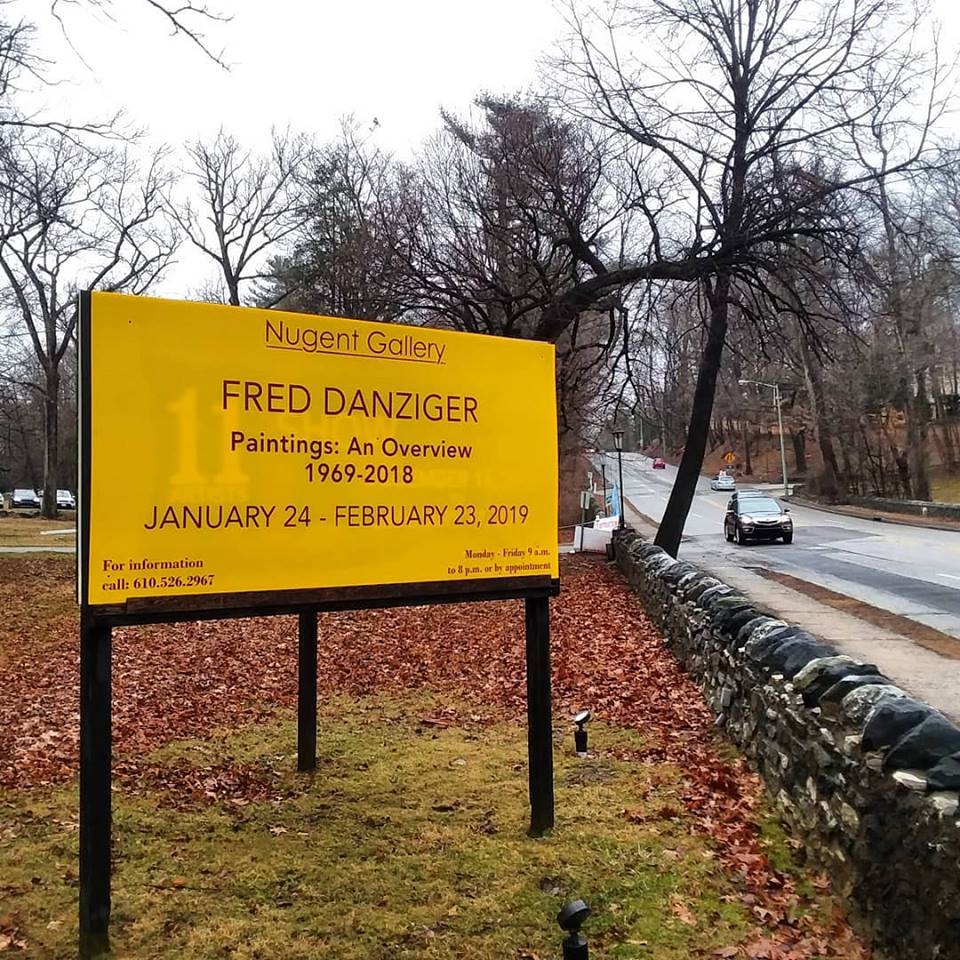 Nugent Gallery
FRED DANZIGER
Paintings: An Overview
1969-2018
JANUARY 24 - FEBRUARY 23, 2019
For information
call: 610.526.2967
Monday - Friday 9 a.m.
to 8 p.m. or by appointment